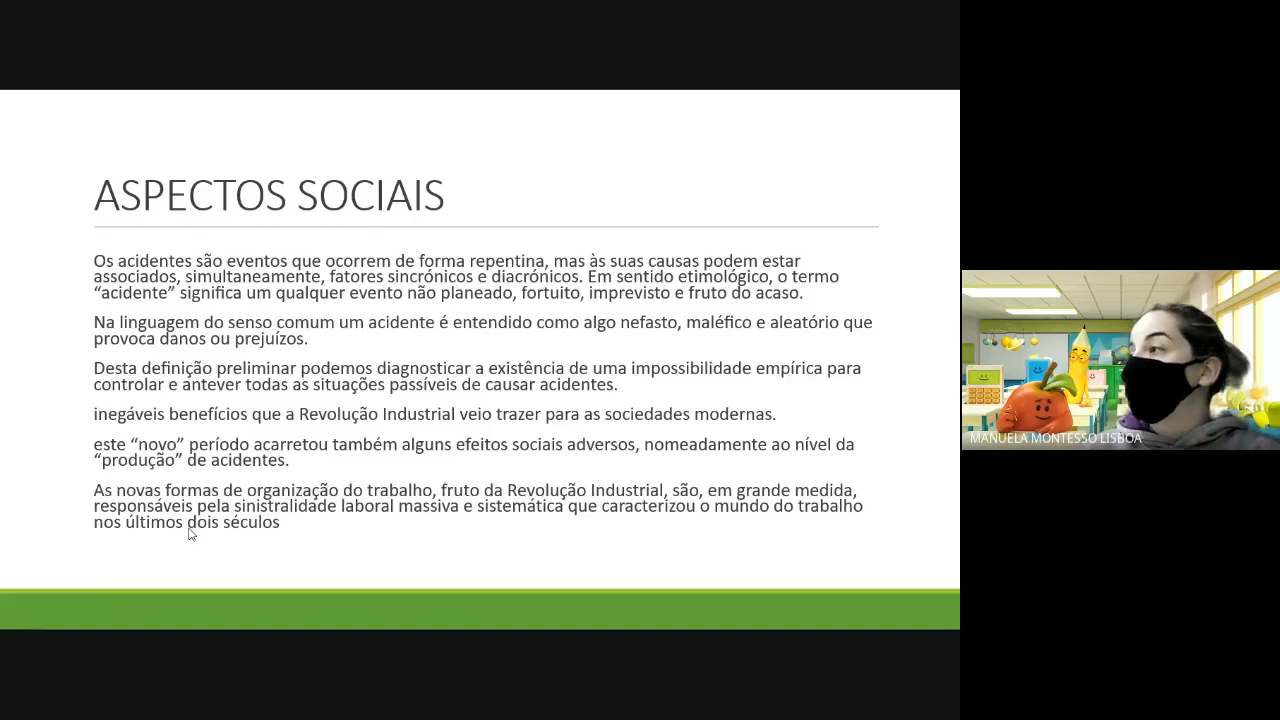 ASPECTOS SOCIAIS
Os acidentes são eventos que ocorrem de forma repentina, mas às suas causas podem estar
associados, simultaneamente, fatores sincrónicos e diacrónicos. Em sentido etimológico, o termo
“acidente” significa um qualquer evento não planeado, fortuito, imprevisto e fruto do acaso.
Na linguagem do senso comum um acidente é entendido como algo nefasto, maléfico e aleatório que
provoca danos ou prejuízos.
Desta definição preliminar podemos diagnosticar a existência de uma impossibilidade empírica para
controlar e antever todas as situações passíveis de causar acidentes.
inegáveis benefícios que a Revolução Industrial veio trazer para as sociedades modernas.
este “novo” período acarretou também alguns efeitos sociais adversos, nomeadamente ao nível da
“produção” de acidentes.
As novas formas de organização do trabalho, fruto da Revolução Industrial, são, em grande medida,
responsáveis pela sinistralidade laboral massiva e sistemática que caracterizou o mundo do trabalho
nos últimos dois séculos
MANUELA MONTESSO LISBOA